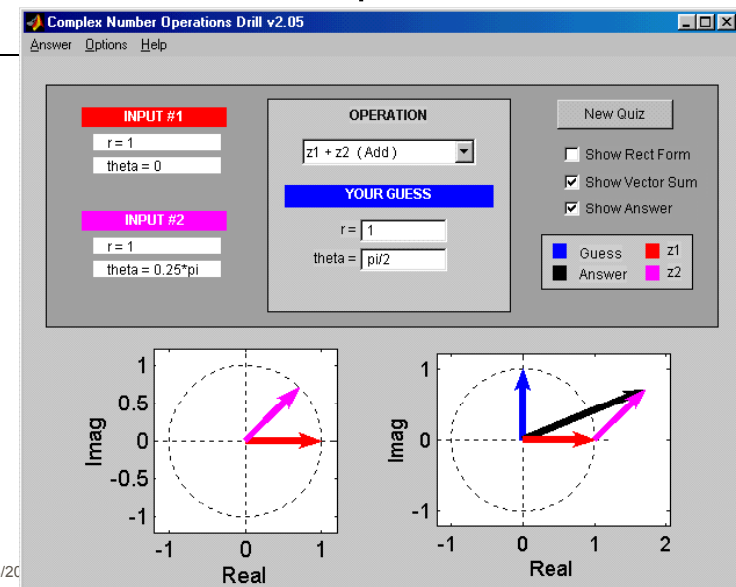 Complex Number Operations Drill v2.05
Answer Options Help
INPUT #1
r = 1
theta = 0
INPUT #2
r = 1
theta = 0.25*pi
OPERATION
z1 + z2 ( Add )
YOUR GUESS
r = 1
theta = pi/2
New Quiz
Show Rect Form
Show Vector Sum
Show Answer
Guess z1
Answer z2
1
0.5
0
-0.5
-1
Imag
-1 0 1
Real
1
0
-1
Imag
-1 0 1 2
Real